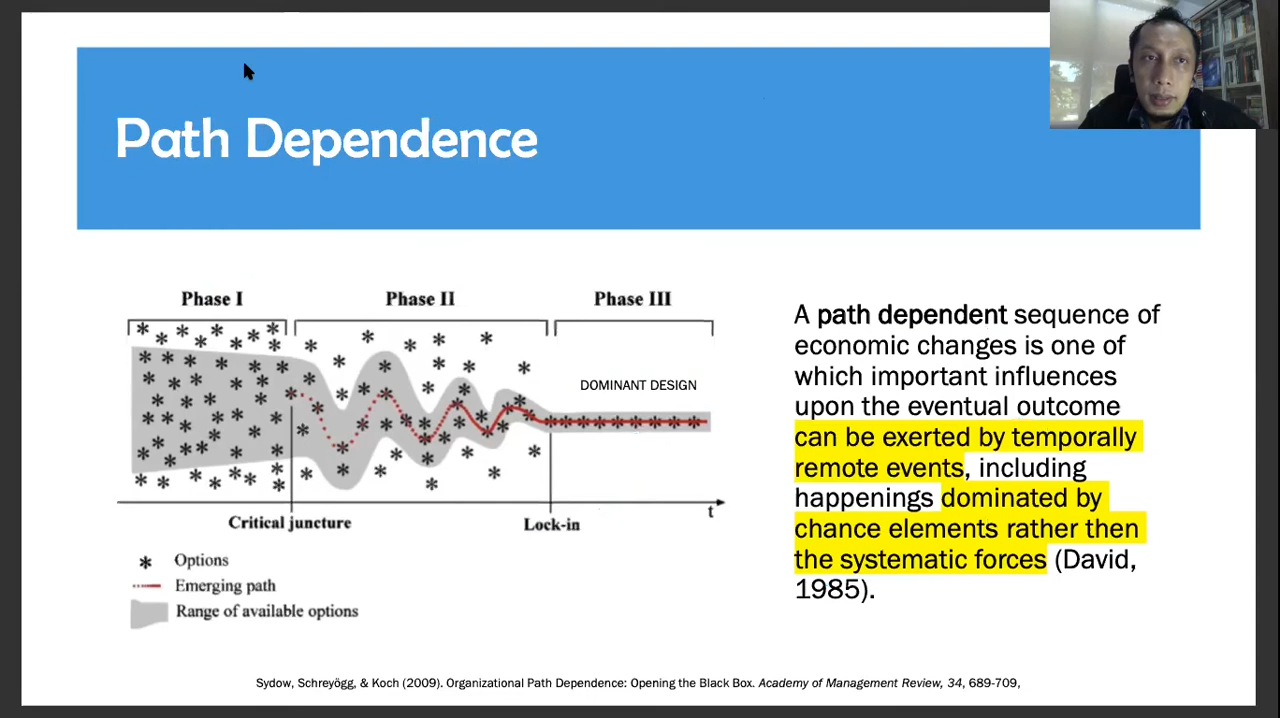 Path Dependence
Phase I
Phase II
Phase III
DOMINANT DESIGN
t
Critical juncture
Lock-in
* Options
Emerging path
Range of available options
A path dependent sequence of
economic changes is one of
which important influences
upon the eventual outcome
can be exerted by temporally
remote events, including
happenings dominated by
chance elements rather then
the systematic forces (David,
1985).
Sydow, Schreyögg, & Koch (2009). Organizational Path Dependence: Opening the Black Box. Academy of Management Review, 34, 689-709,